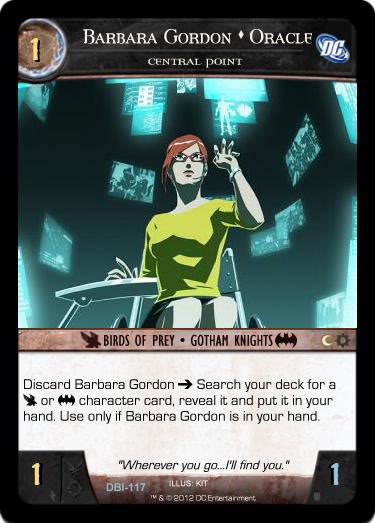 1
BARBARA GORDON ♦ ORACLE
DC
CENTRAL POINT
BIRDS OF PREY • GOTHAM KNIGHTS
Discard Barbara Gordon ➔ Search your deck for a
or character card, reveal it and put it in your
hand. Use only if Barbara Gordon is in your hand.
"Wherever you go...I'll find you."
1
DBI-117
ILLUS: KIT
1
™ & © 2012 DC Entertainment.